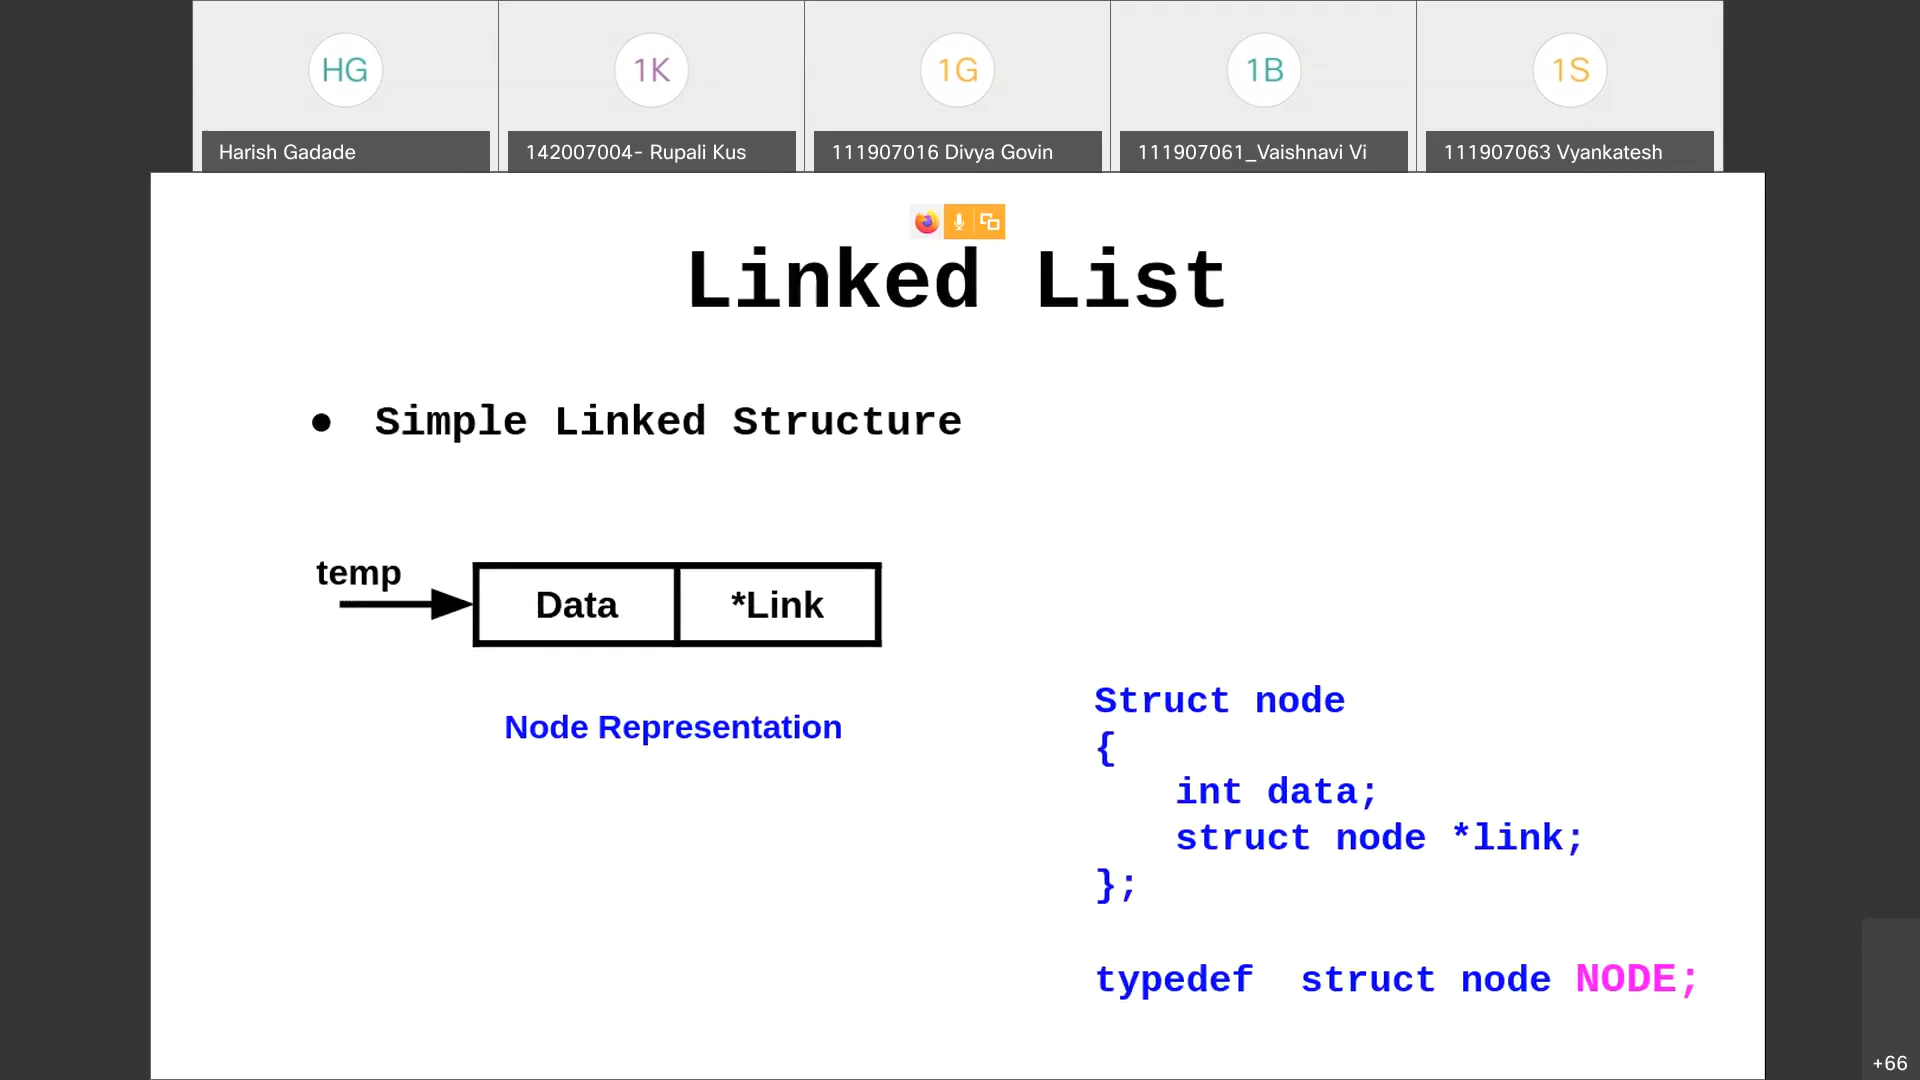 HG
1K
1G
1B
1S
Harish Gadade
142007004- Rupali Kus
111907016 Divya Govin
111907061_Vaishnavi Vi
111907063 Vyankatesh
Linked List
● Simple Linked Structure
temp
Data
*Link
Node Representation
Struct node
{
int data;
struct node *link;
};
typedef struct node NODE;
+66